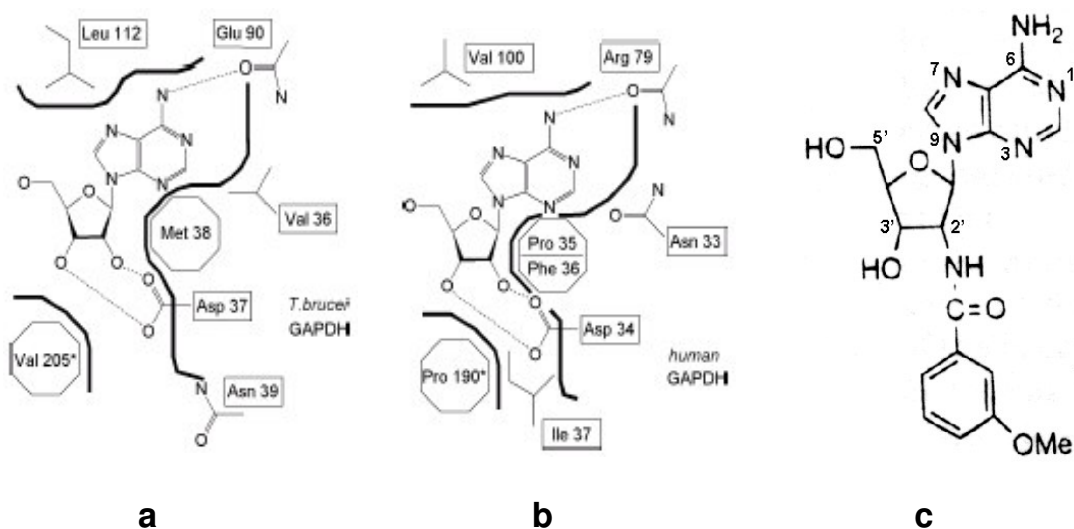 Leu 112
Glu 90
O
N
N
N
N
N
N
N
O
O
O
O
Val 36
Met 38
O
Asp 37
O
T.brucei
GAPDH
Val 205*
N
Asn 39
O
a
Val 100
Arg 79
O
N
N
N
N
N
N
N
O
O
O
O
N
O
Asn 33
Pro 35
Phe 36
O
Asp 34
O
human
GAPDH
Pro 190*
Ile 37
b
NH2
6
7
N
N
1
N
9
3
N
5'
HO
O
3'
2'
HO
NH
C=O
OMe
c